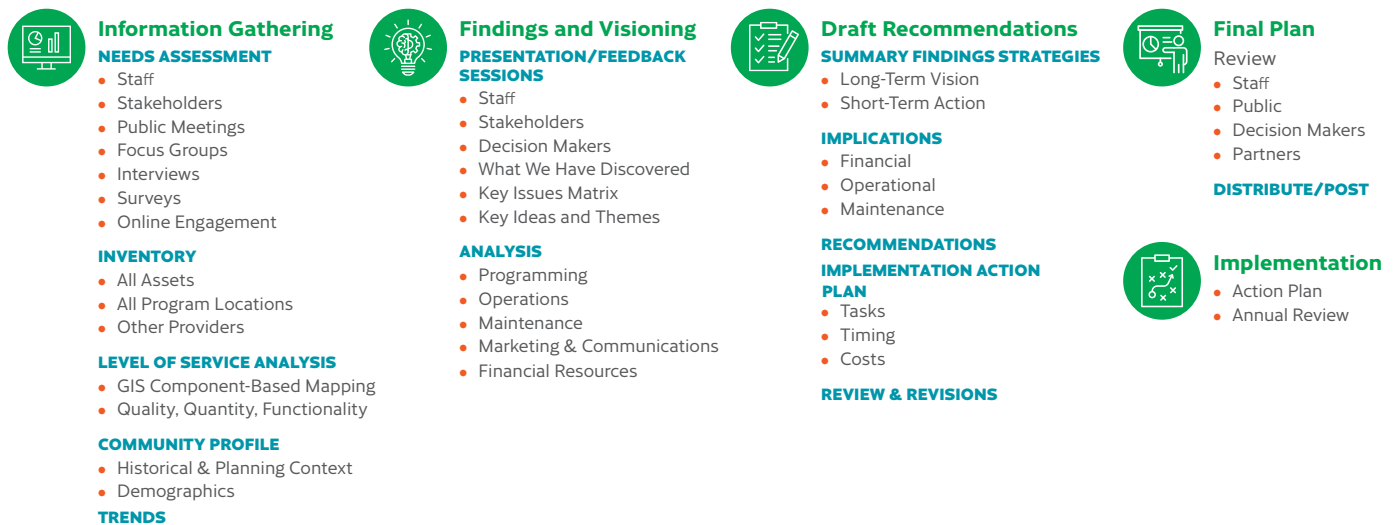 Information Gathering
NEEDS ASSESSMENT
• Staff
• Stakeholders
• Public Meetings
• Focus Groups
• Interviews
• Surveys
• Online Engagement
INVENTORY
• All Assets
• All Program Locations
• Other Providers
LEVEL OF SERVICE ANALYSIS
• GIS Component-Based Mapping
• Quality, Quantity, Functionality
COMMUNITY PROFILE
• Historical & Planning Context
• Demographics
TRENDS
Findings and Visioning
PRESENTATION/FEEDBACK
SESSIONS
• Staff
• Stakeholders
• Decision Makers
• What We Have Discovered
• Key Issues Matrix
• Key Ideas and Themes
ANALYSIS
• Programming
• Operations
• Maintenance
• Marketing & Communications
• Financial Resources
Draft Recommendations
SUMMARY FINDINGS STRATEGIES
• Long-Term Vision
• Short-Term Action
IMPLICATIONS
• Financial
• Operational
• Maintenance
RECOMMENDATIONS
IMPLEMENTATION ACTION
PLAN
• Tasks
• Timing
• Costs
REVIEW & REVISIONS
Final Plan
Review
• Staff
• Public
• Decision Makers
• Partners
DISTRIBUTE/POST
Implementation
• Action Plan
• Annual Review